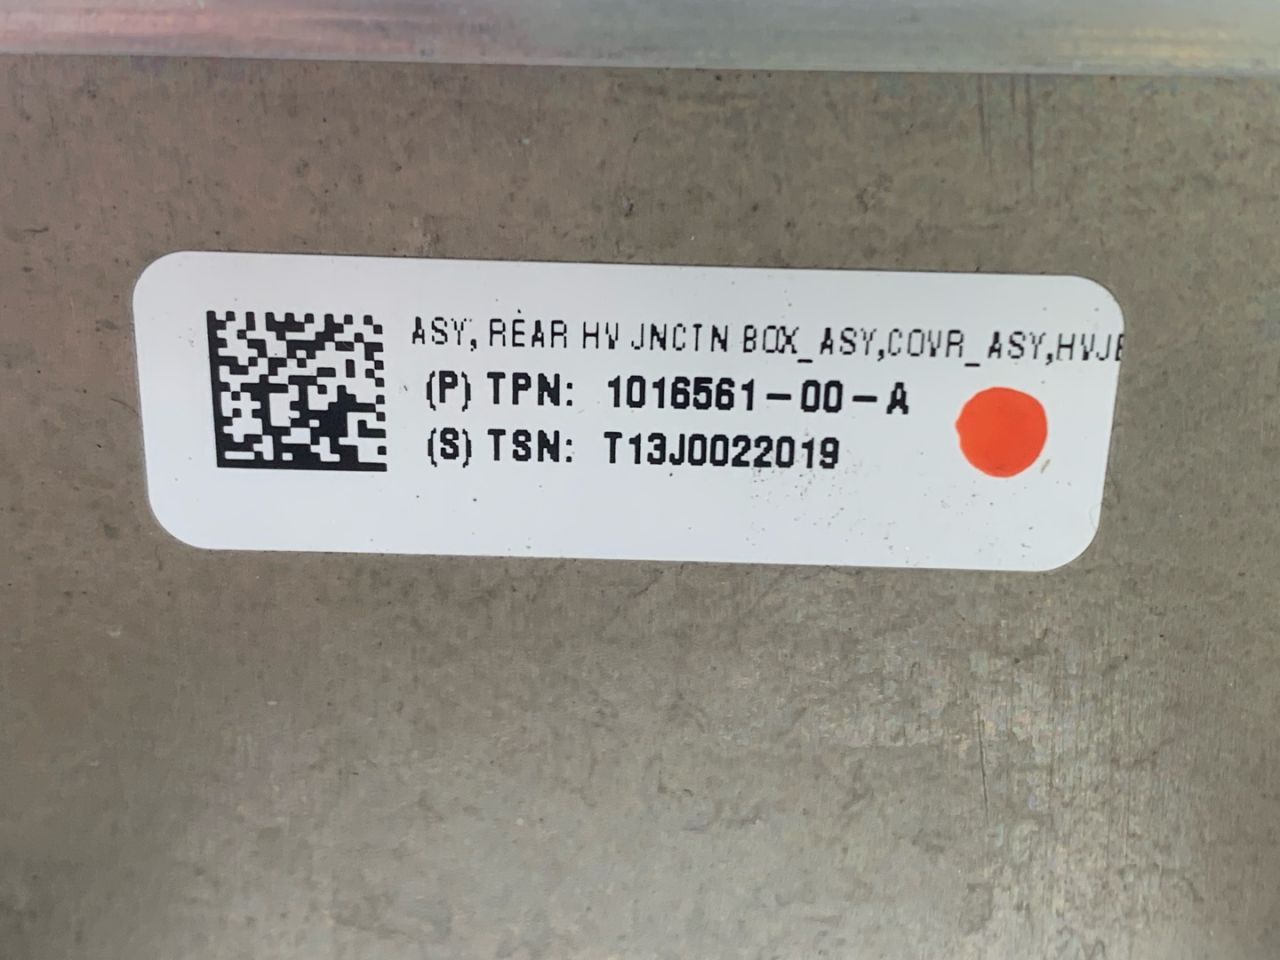 ASY, REAR HV JNCTN BOX_ASY,COVR_ASY,HVJB
(P) TPN: 1016561-00-A
(S) TSN: T13J0022019